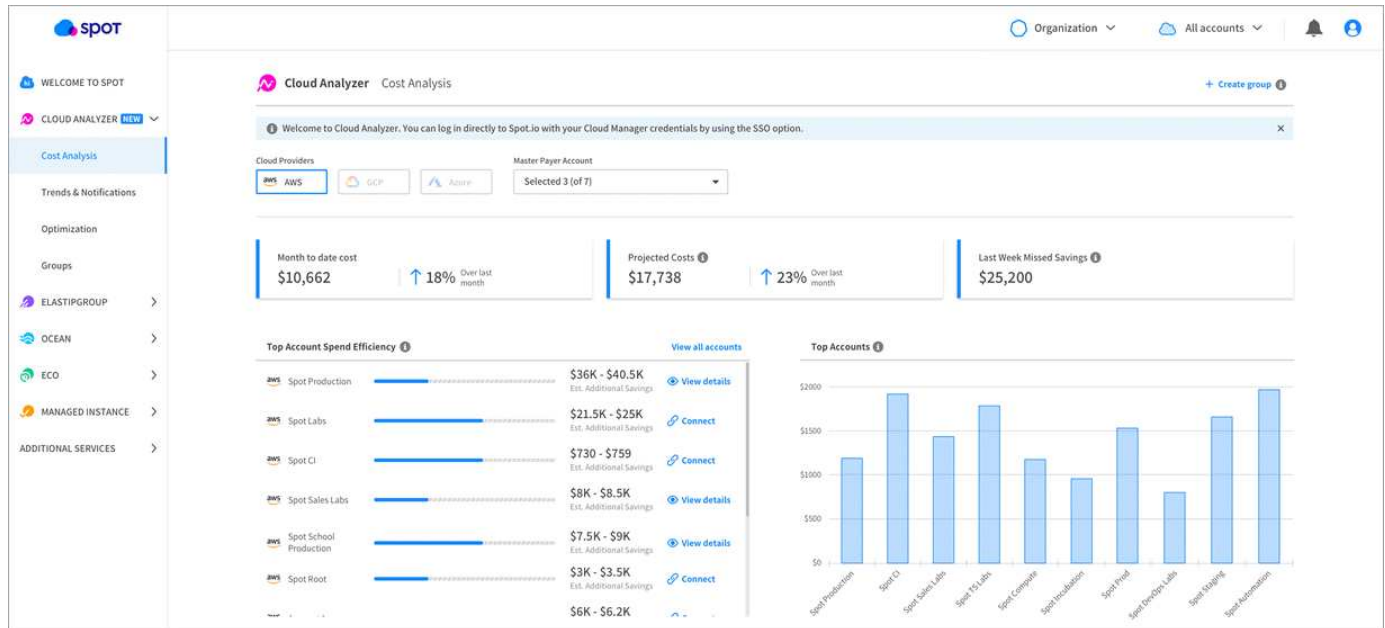 spot
Organization
All accounts
WELCOME TO SPOT
CLOUD ANALYZER NEW
Cost Analysis
Trends & Notifications
Optimization
Groups
ELASTIPGROUP
OCEAN
ECO
MANAGED INSTANCE
ADDITIONAL SERVICES
Cloud Analyzer Cost Analysis
+ Create group
Welcome to Cloud Analyzer. You can log in directly to Spot.io with your Cloud Manager credentials by using the SSO option.
Cloud Providers
Master Payer Account
aws AWS
GCP
Azure
Selected 3 (of 7)
Month to date cost
$10,662
18% Over last
month
Projected Costs
$17,738
23% Over last
month
Last Week Missed Savings
$25,200
Top Account Spend Efficiency
View all accounts
aws Spot Production
$36K - $40.5K
Est. Additional Savings
View details
aws Spot Labs
$21.5K - $25K
Est. Additional Savings
Connect
aws Spot CI
$730 - $759
Est. Additional Savings
Connect
aws Spot Sales Labs
$8K - $8.5K
Est. Additional Savings
View details
aws Spot School
Production
$7.5K - $9K
Est. Additional Savings
View details
aws Spot Root
$3K - $3.5K
Est. Additional Savings
Connect
$6K - $6.2K
Top Accounts
$2000
$1500
$1000
$500
$0
Spot Production
Spot CI
Spot Sales Labs
Spot TS Labs
Spot Compute
Spot Incubation
Spot Prod
Spot DevOps Labs
Spot Staging
Spot Automation